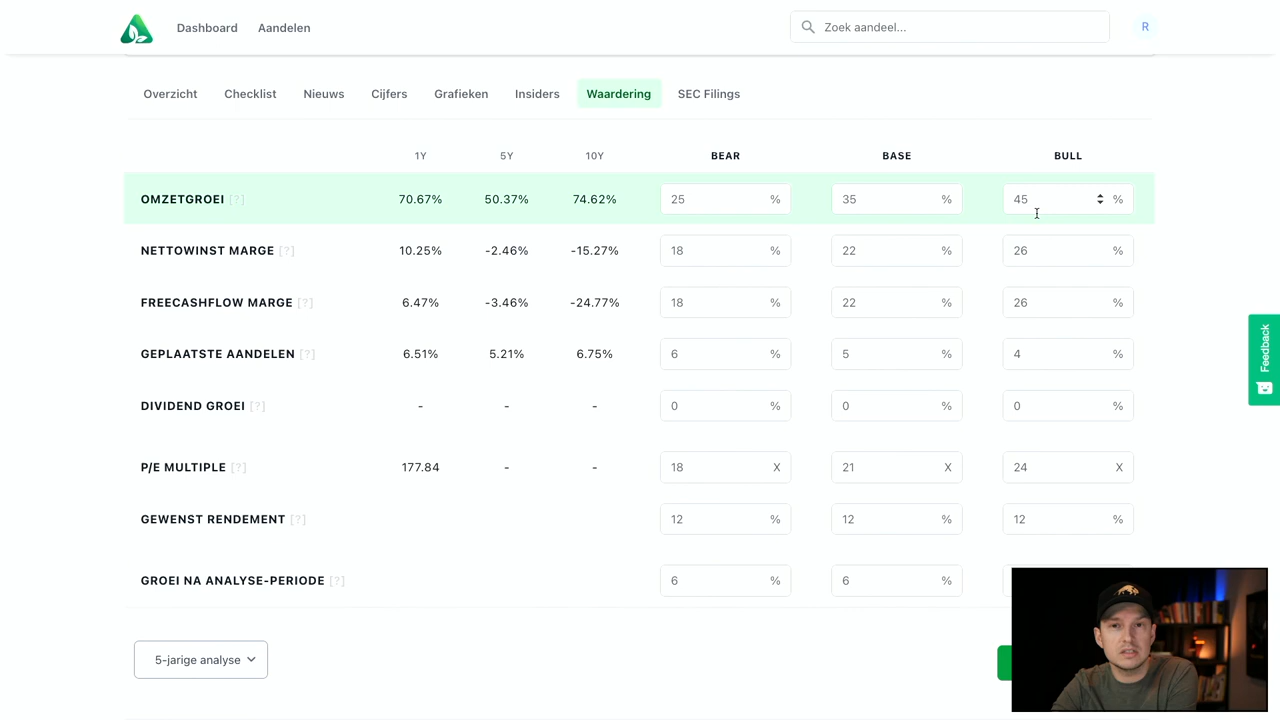 Dashboard Aandelen Zoek aandeel... R
Overzicht Checklist Nieuws Cijfers Grafieken Insiders Waardering SEC Filings
1Y 5Y 10Y BEAR BASE BULL
OMZETGROEI [?] 70.67% 50.37% 74.62% 25 % 35 % 45 %
NETTOWINST MARGE [?] 10.25% -2.46% -15.27% 18 % 22 % 26 %
FREECASHFLOW MARGE [?] 6.47% -3.46% -24.77% 18 % 22 % 26 %
GEPLAATSTE AANDELEN [?] 6.51% 5.21% 6.75% 6 % 5 % 4 %
DIVIDEND GROEI [?] - - - 0 % 0 % 0 %
P/E MULTIPLE [?] 177.84 - - 18 X 21 X 24 X
GEWENST RENDEMENT [?] 12 % 12 % 12 %
GROEI NA ANALYSE-PERIODE [?] 6 % 6 %
5-jarige analyse
Feedback